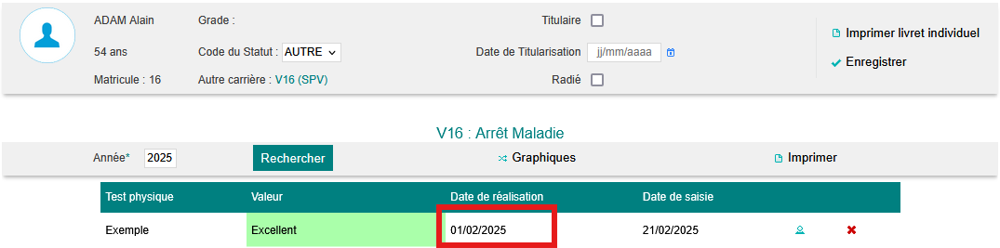 ADAM Alain Grade : Titulaire
Imprimer livret individuel
54 ans Code du Statut : AUTRE Date de Titularisation jj/mm/aaaa
Enregistrer
Matricule : 16 Autre carrière : V16 (SPV) Radié
V16 : Arrêt Maladie
Année* 2025 Rechercher Graphiques Imprimer
Test physique Valeur Date de réalisation Date de saisie
Exemple Excellent 01/02/2025 21/02/2025